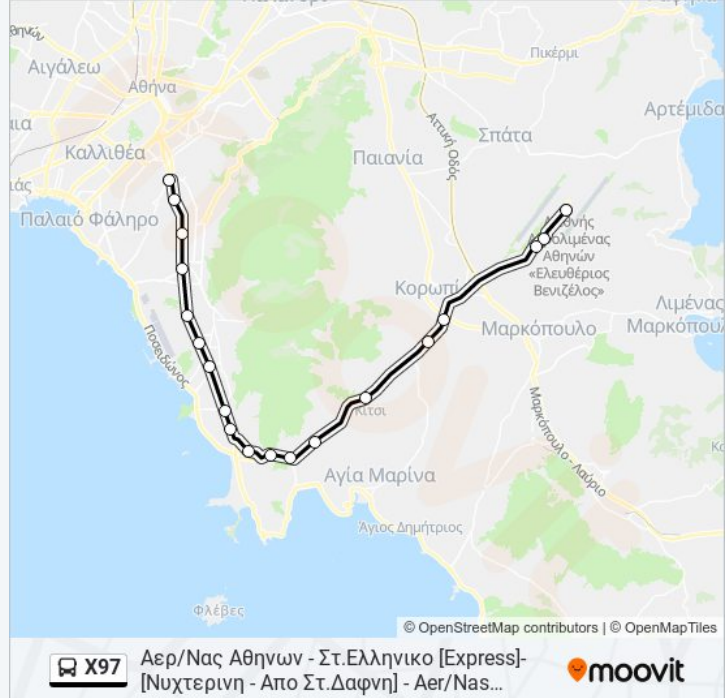 Αιγάλεω
Πικέρμι
Αθήνα
Αρτέμιδα
Αττική Οδός
Σπάτα
Καλλιθέα
Παιανία
Παλαιό Φάληρο
Αθηνών
«Ελευθέριος
Βενιζέλος»
Κορωπί
Λιμένας
Μαρκόπουλο
Ποσειδώνος
Κίτσι
Μαρκόπουλο - Λαύριο
Αγία Μαρίνα
Άγιος Δημήτριος
Φλέβες
© OpenStreetMap contributors | © OpenMapTiles
X97
Αερ/Νας Αθηνων - Στ.Ελληνικο [Express]-
[Νυχτερινη - Απο Στ.Δαφνη] - Aer/Nas...
moovit